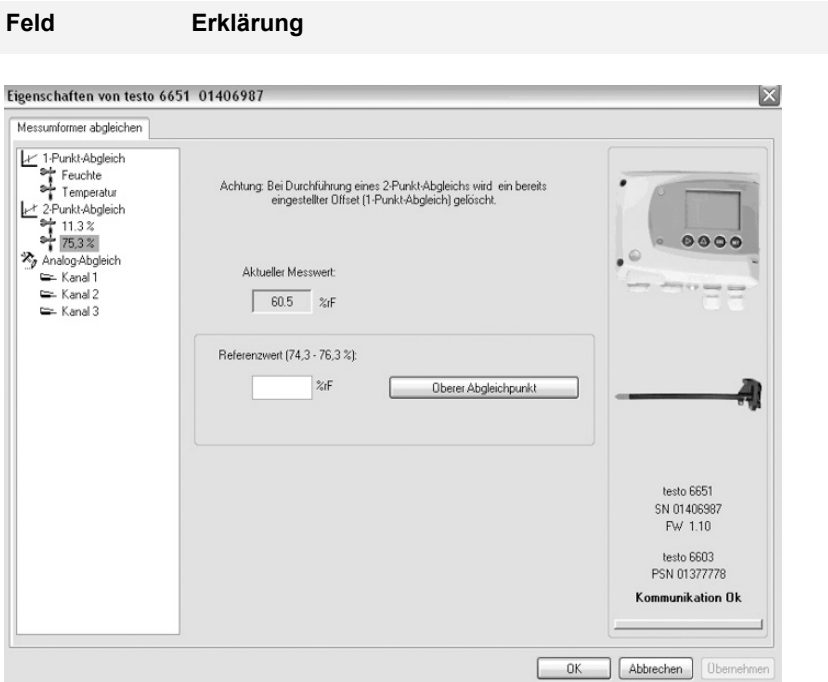 Feld Erklärung
Eigenschaften von testo 6651 01406987
Messumformer abgleichen
1-Punkt-Abgleich
Feuchte
Temperatur
2-Punkt-Abgleich
11.3 %
75,3 %
Analog-Abgleich
Kanal 1
Kanal 2
Kanal 3
Achtung: Bei Durchführung eines 2-Punkt-Abgleichs wird ein bereits
eingestellter Offset (1-Punkt-Abgleich) gelöscht.
Aktueller Messwert:
60.5 %rF
Referenzwert (74,3 - 76,3 %):
%rF Oberer Abgleichpunkt
testo 6651
SN 01406987
FW 1.10
testo 6603
PSN 01377778
Kommunikation Ok
OK Abbrechen Übernehmen